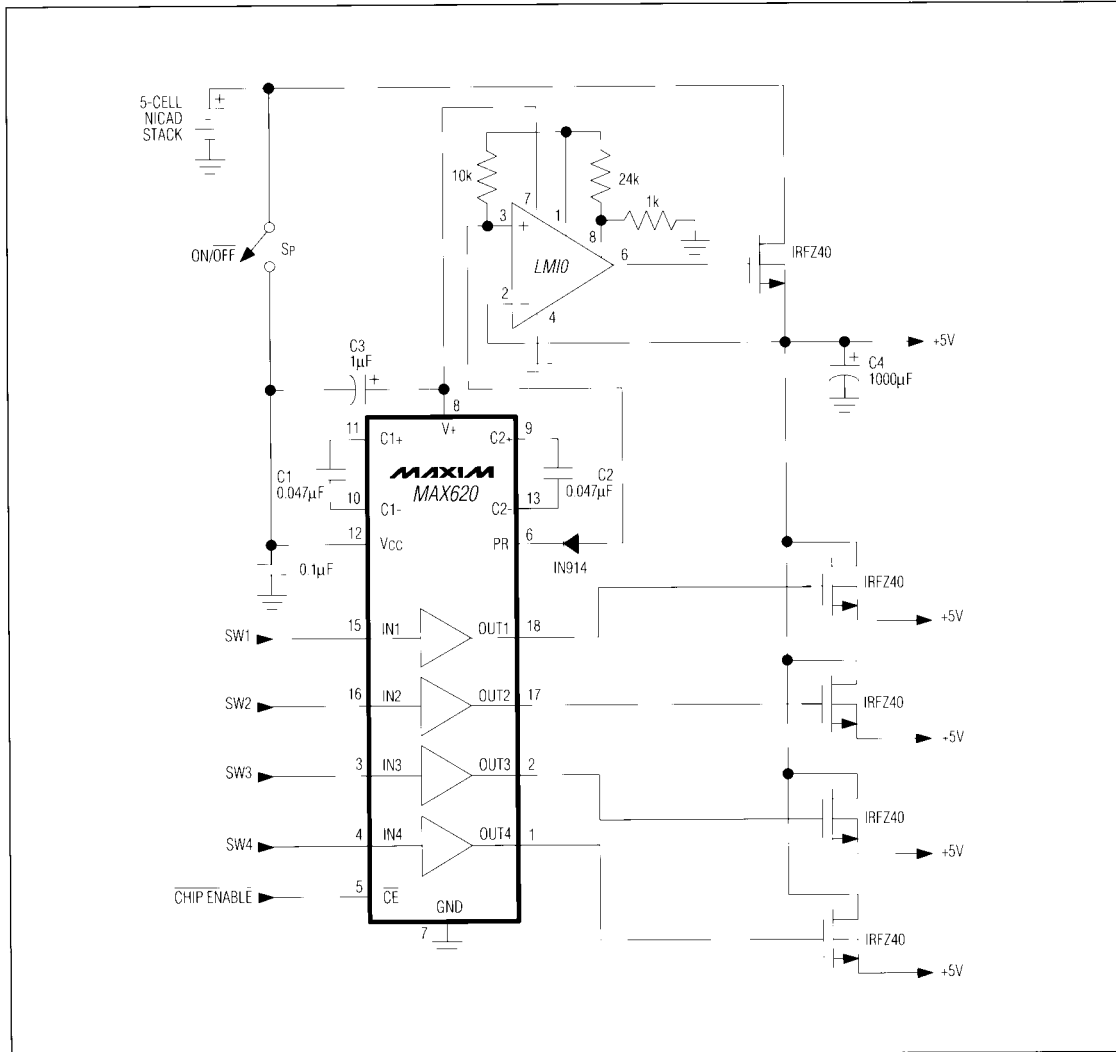 5-CELL
NICAD
STACK
+
ON/OFF
SP
10k
24k
1k
7
1
3
+
8
LM10
6
2
−
4
IRFZ40
+5V
+
C4
1000µF
C3
1µF
+
8
V+
11
C1+
C2+
9
MAXIM
MAX620
C1
0.047µF
C2
0.047µF
10
C1-
C2-
13
12
VCC
PR
6
IN914
0.1µF
IRFZ40
+5V
SW1
15
IN1
OUT1
18
SW2
16
IN2
OUT2
17
IRFZ40
+5V
SW3
3
IN3
OUT3
2
IRFZ40
+5V
SW4
4
IN4
OUT4
1
CHIP ENABLE
5
CE
GND
7
IRFZ40
+5V